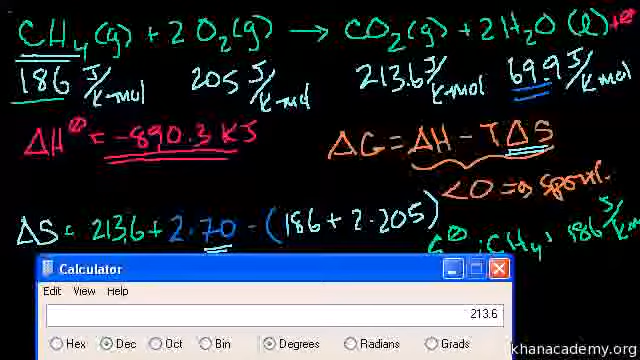 CH₄(g) + 2 O₂(g) → CO₂(g) + 2H₂O (l) +
186 J/K·mol 205 J/K·mol 213.6 J/K·mol 69.9 J/K·mol
ΔH° = -890.3 KJ
ΔG = ΔH - TΔS
<0 ⇒ spont.
ΔS = 213.6 + 2·70 - (186 + 2·205)
S° : CH₄ = 186 J/K
Calculator
Edit View Help
213.6
Hex Dec Oct Bin Degrees Radians Grads
khanacademy.org